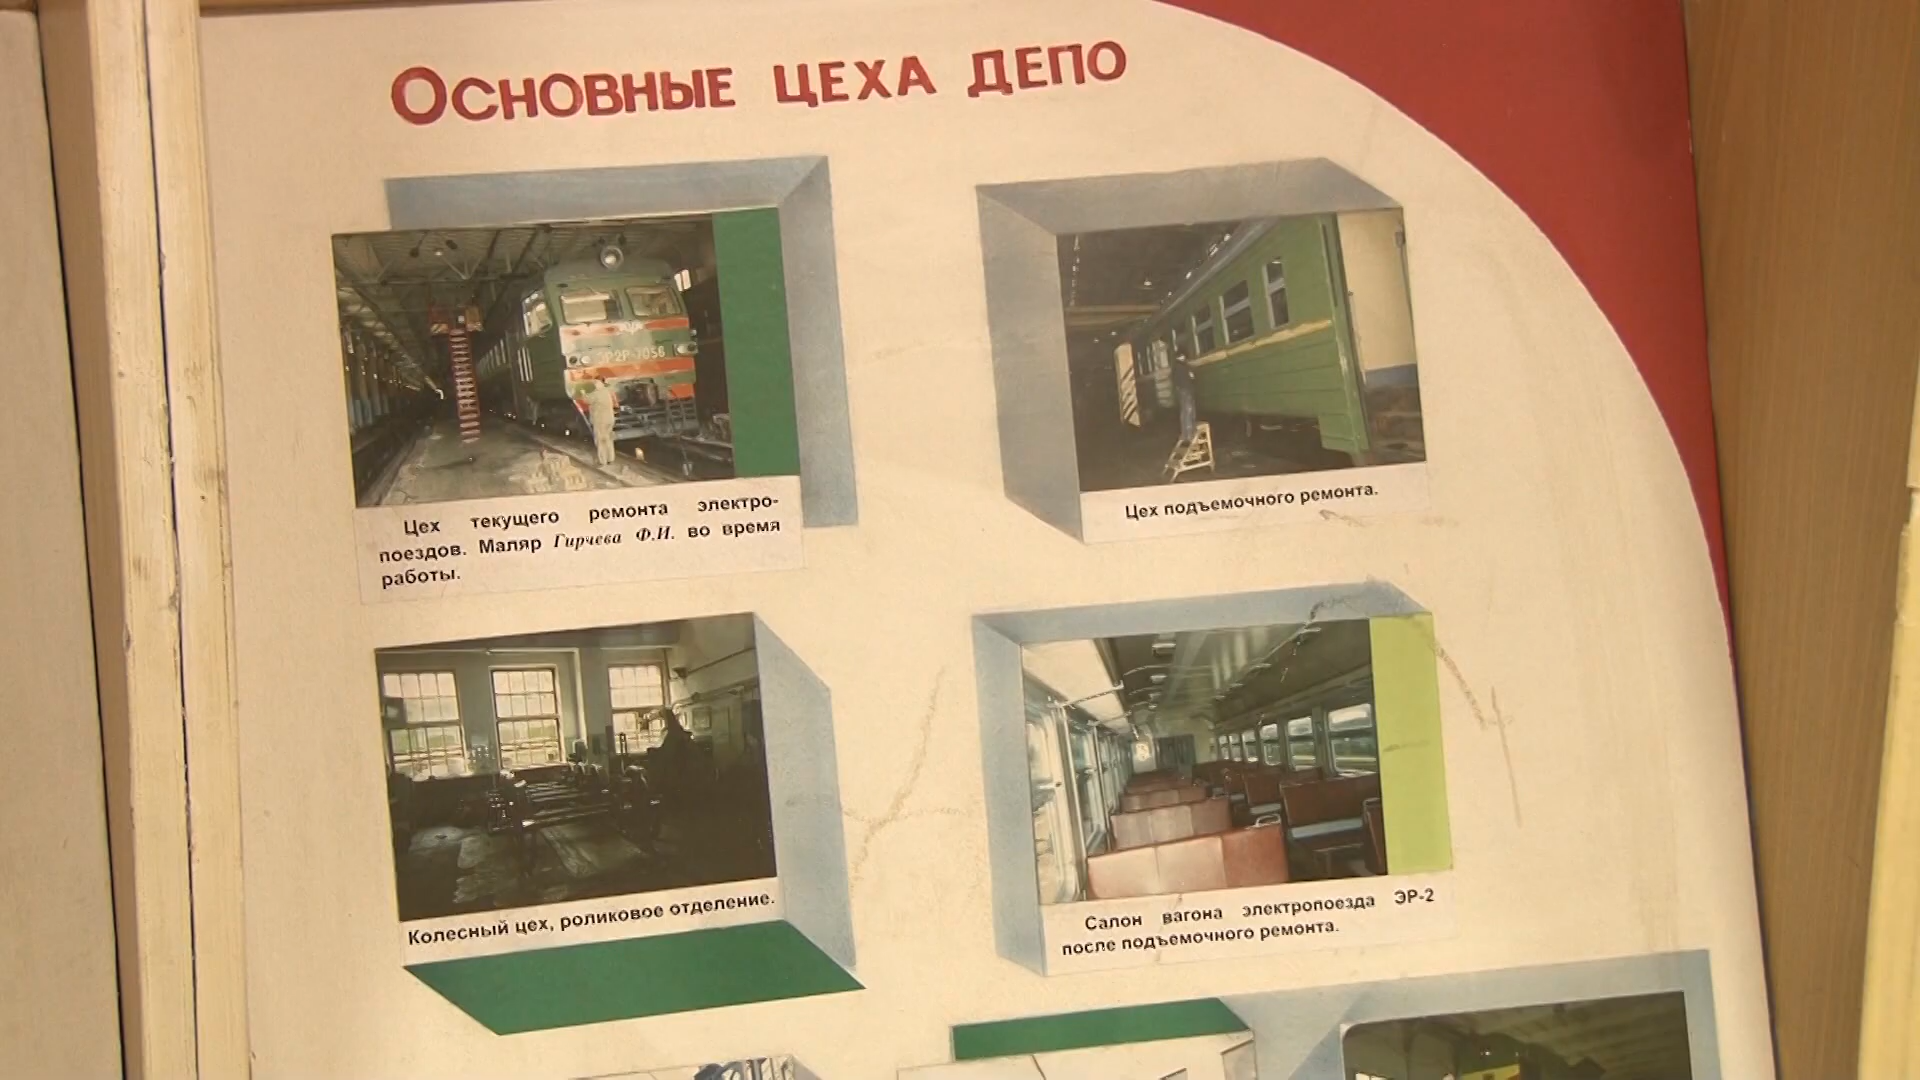 Основные цеха депо
ЭР2Р-7056
Цех текущего ремонта электро-
поездов. Маляр Гирчева Ф.И. во время
работы.
Цех подъемочного ремонта.
Колесный цех, роликовое отделение.
Салон вагона электропоезда ЭР-2
после подъемочного ремонта.